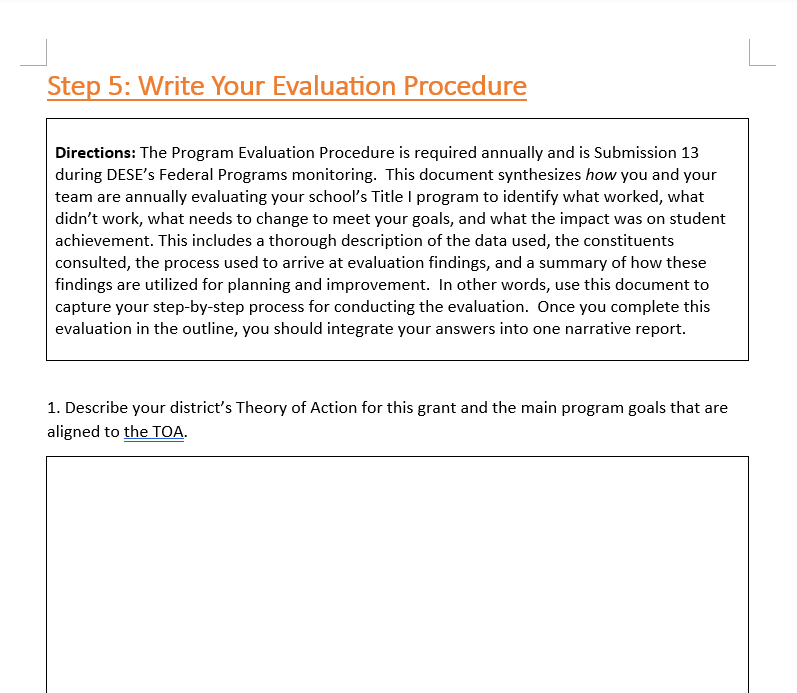 Step 5: Write Your Evaluation Procedure
Directions: The Program Evaluation Procedure is required annually and is Submission 13
during DESE’s Federal Programs monitoring.  This document synthesizes how you and your
team are annually evaluating your school’s Title I program to identify what worked, what
didn’t work, what needs to change to meet your goals, and what the impact was on student
achievement. This includes a thorough description of the data used, the constituents
consulted, the process used to arrive at evaluation findings, and a summary of how these
findings are utilized for planning and improvement.  In other words, use this document to
capture your step-by-step process for conducting the evaluation.  Once you complete this
evaluation in the outline, you should integrate your answers into one narrative report.
1. Describe your district’s Theory of Action for this grant and the main program goals that are
aligned to the TOA.